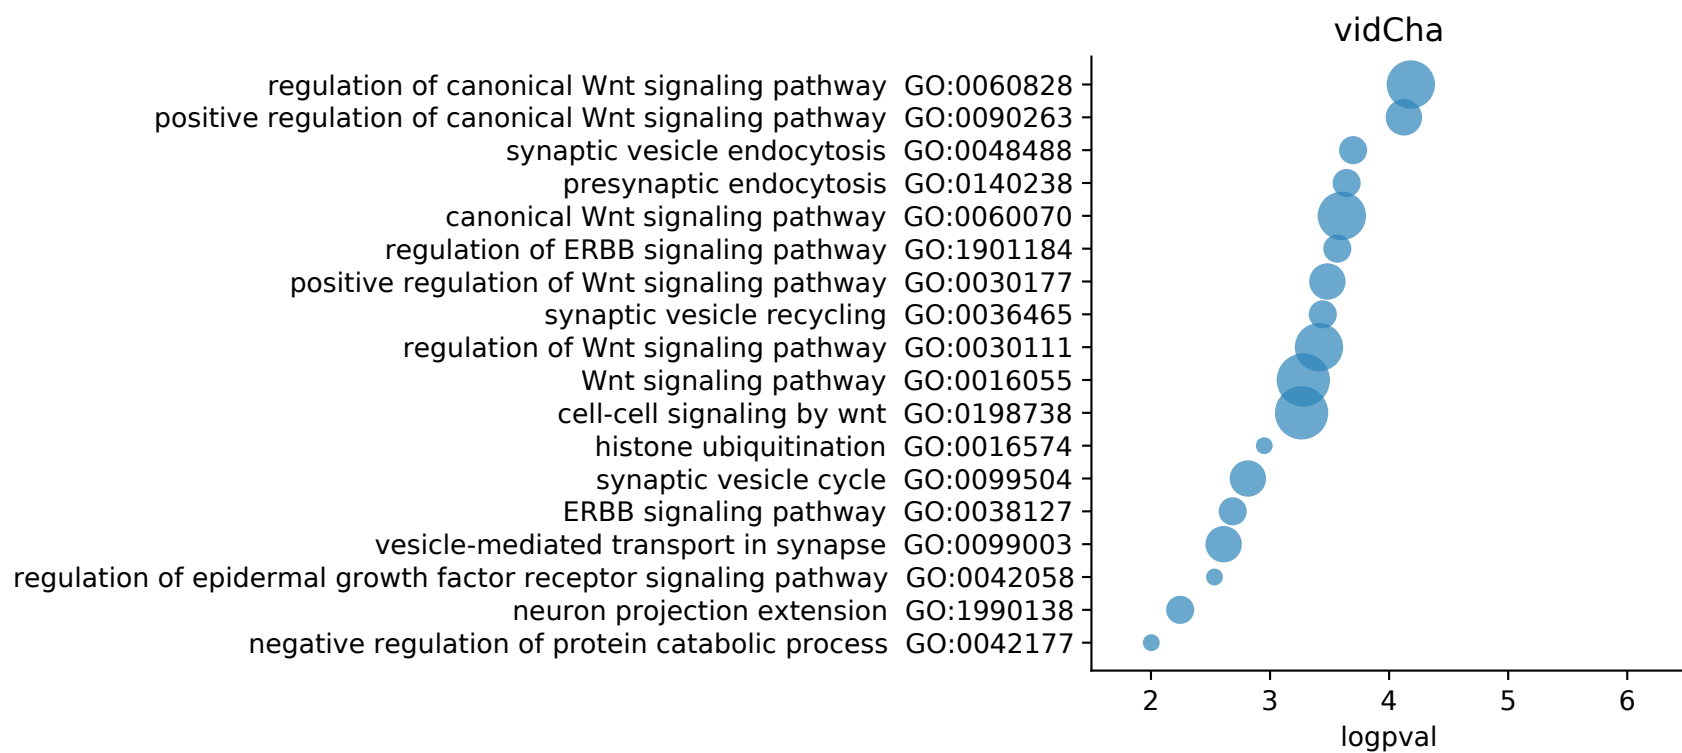 vidCha
regulation of canonical Wnt signaling pathway GO:0060828
positive regulation of canonical Wnt signaling pathway GO:0090263
synaptic vesicle endocytosis GO:0048488
presynaptic endocytosis GO:0140238
canonical Wnt signaling pathway GO:0060070
regulation of ERBB signaling pathway GO:1901184
positive regulation of Wnt signaling pathway GO:0030177
synaptic vesicle recycling GO:0036465
regulation of Wnt signaling pathway GO:0030111
Wnt signaling pathway GO:0016055
cell-cell signaling by wnt GO:0198738
histone ubiquitination GO:0016574
synaptic vesicle cycle GO:0099504
ERBB signaling pathway GO:0038127
vesicle-mediated transport in synapse GO:0099003
regulation of epidermal growth factor receptor signaling pathway GO:0042058
neuron projection extension GO:1990138
negative regulation of protein catabolic process GO:0042177
2 3 4 5 6
logpval